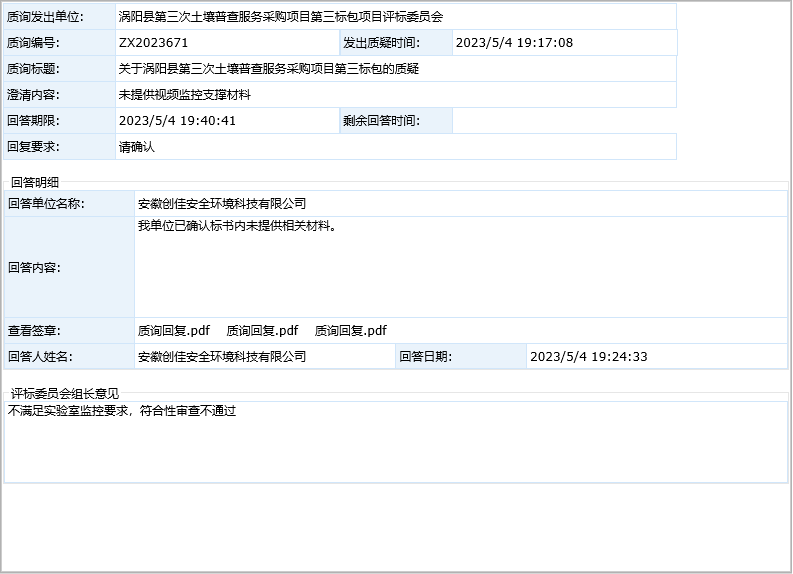 质询发出单位: 涡阳县第三次土壤普查服务采购项目第三标包项目评标委员会
质询编号: ZX2023671 发出质疑时间: 2023/5/4 19:17:08
质询标题: 关于涡阳县第三次土壤普查服务采购项目第三标包的质疑
澄清内容: 未提供视频监控支撑材料
回答期限: 2023/5/4 19:40:41 剩余回答时间:
回复要求: 请确认
回答明细
回答单位名称: 安徽创佳安全环境科技有限公司
回答内容: 我单位已确认标书内未提供相关材料。
查看签章: 质询回复.pdf 质询回复.pdf 质询回复.pdf
回答人姓名: 安徽创佳安全环境科技有限公司 回答日期: 2023/5/4 19:24:33
评标委员会组长意见
不满足实验室监控要求，符合性审查不通过